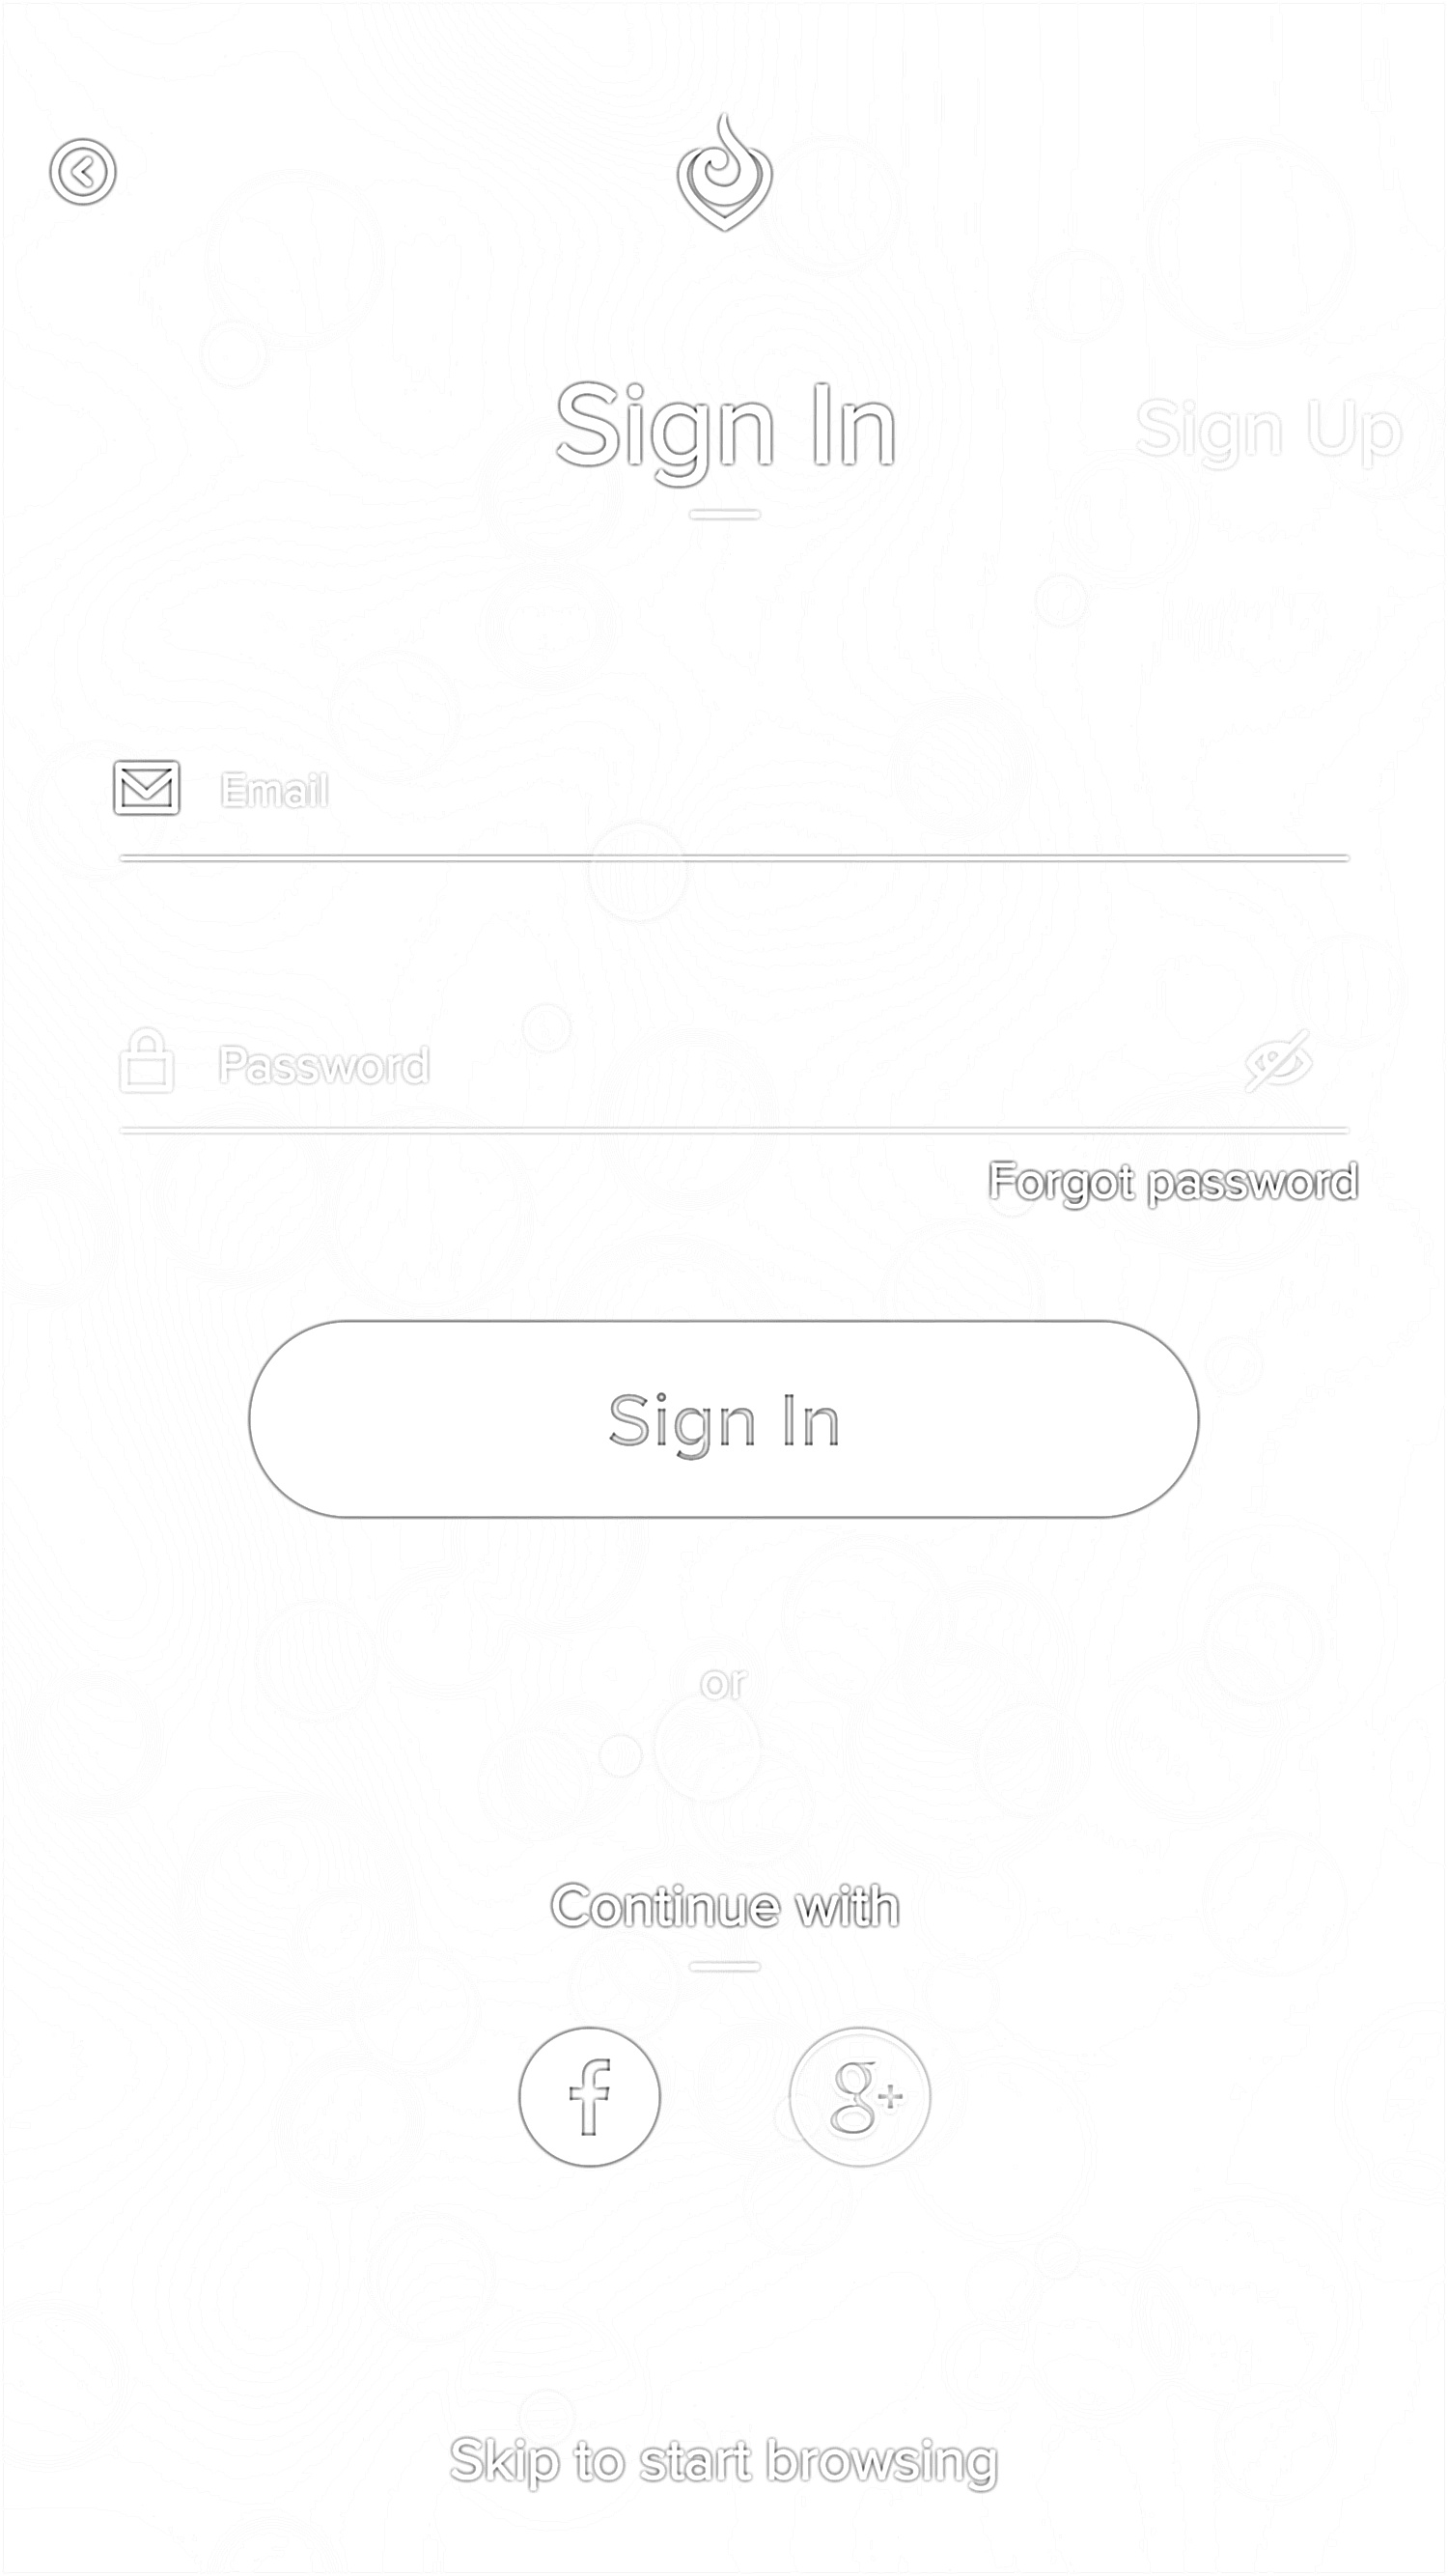 Sign In
Sign Up
Email
Password
Forgot password
Sign In
or
Continue with
f
g+
Skip to start browsing